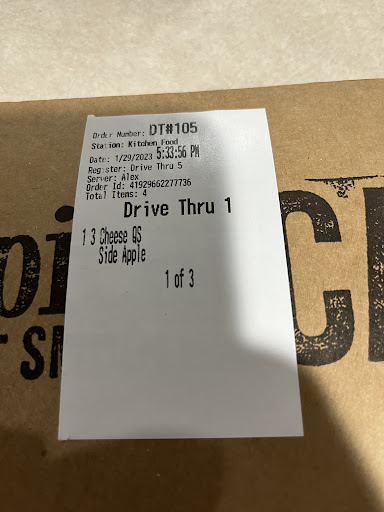 Order Number: DT#105
Station: Kitchen Food
Date: 1/29/2023 5:33:56 PM
Register: Drive Thru 5
Server: Alex
Order Id: 41929662277736
Total Items: 4
Drive Thru 1
1 3 Cheese QS
Side Apple
1 of 3